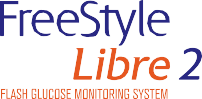 FreeStyle
Libre 2
FLASH GLUCOSE MONITORING SYSTEM